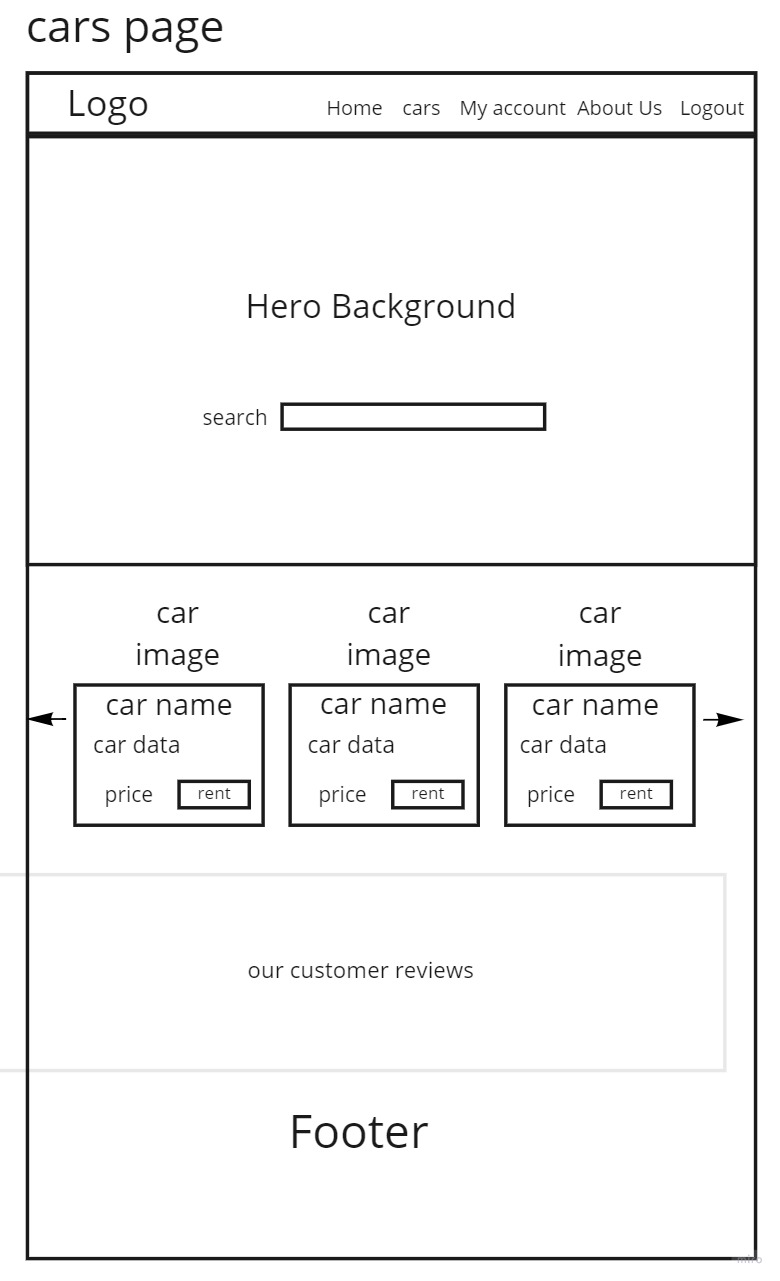 cars page
Logo
Home cars My account About Us Logout
Hero Background
search
car car car
image image image
car name car name car name
car data car data car data
price rent price rent price rent
our customer reviews
Footer
miro